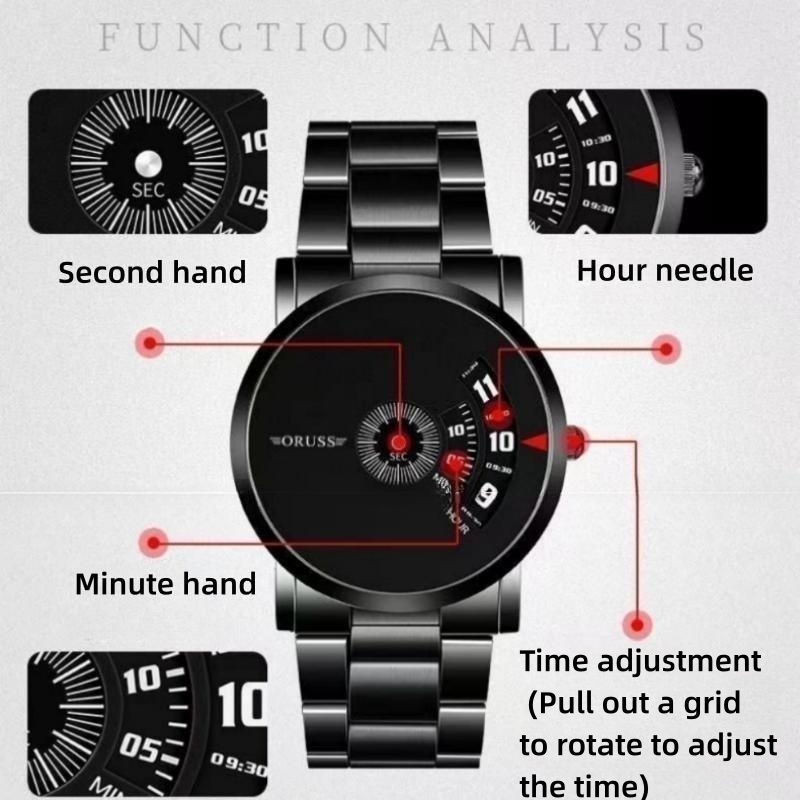 FUNCTION ANALYSIS
10
05
SEC
Second hand
11
10:30
10
10
05
09:30
Hour needle
11
10
10
ORUSS
SEC
09:30
9
HOUR
Minute hand
10
10
05
09:30
Time adjustment
(Pull out a grid
to rotate to adjust
the time)